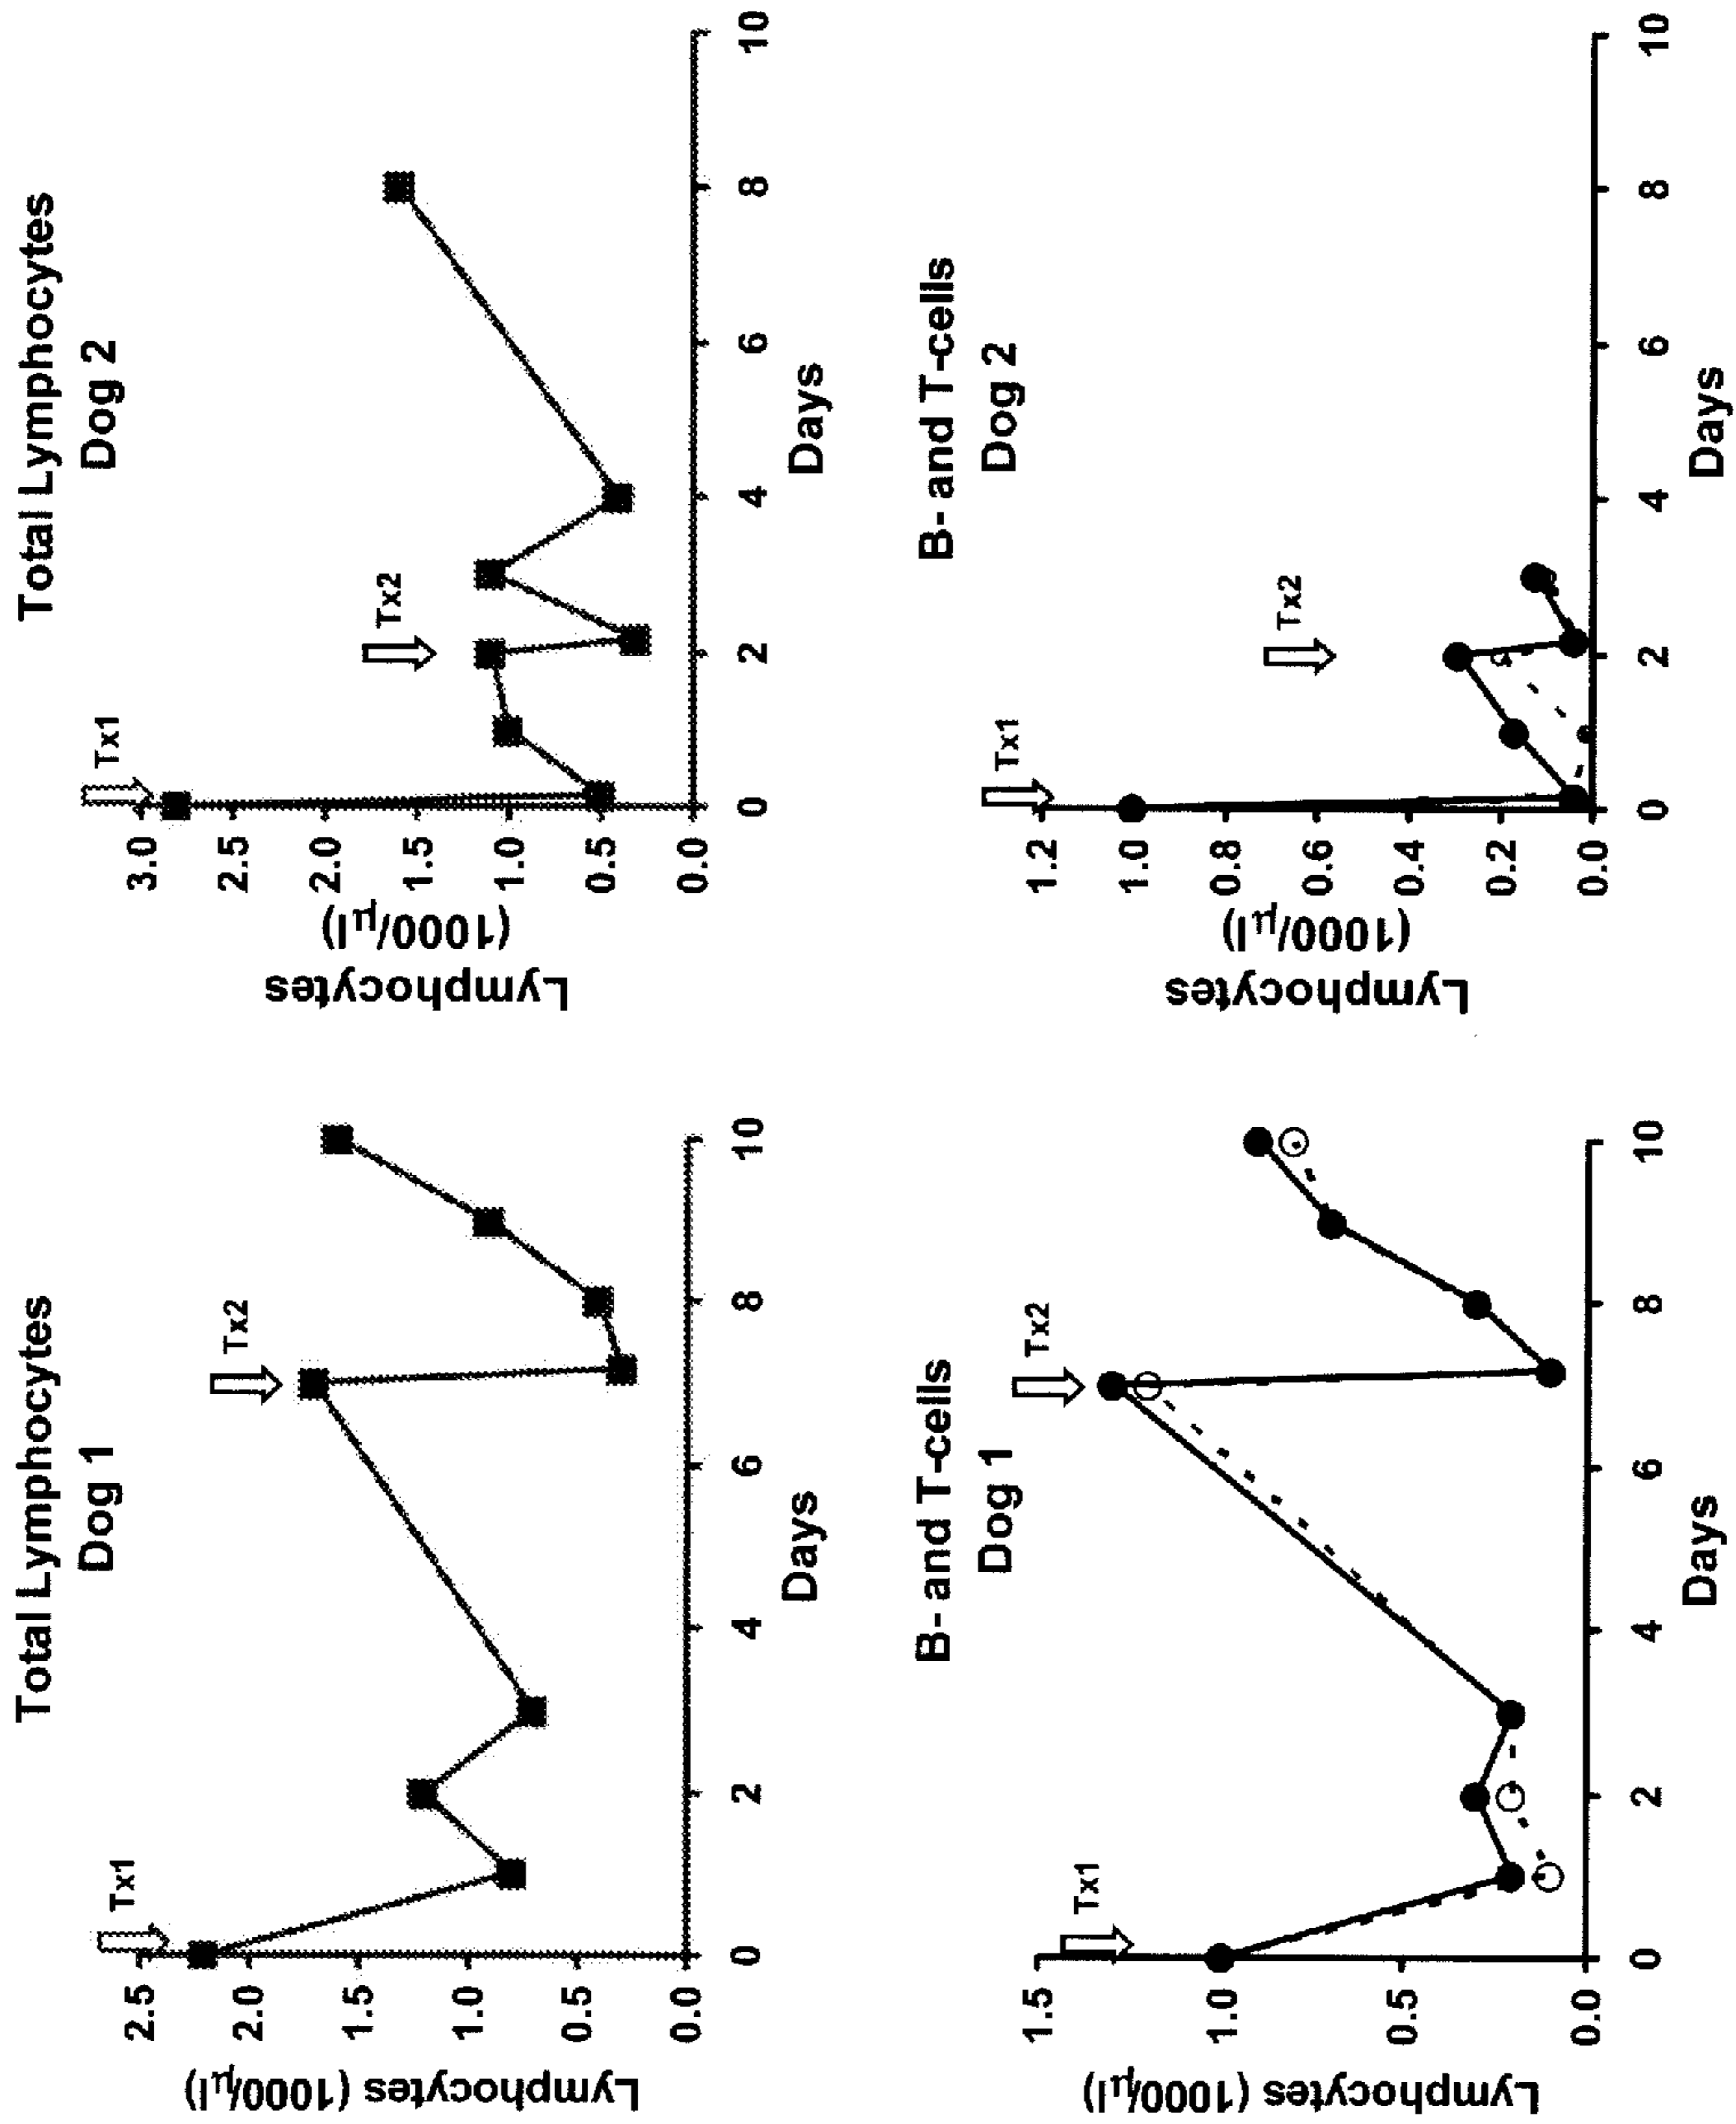 Total Lymphocytes
Dog 1
Tx1
Tx2
2.5
2.0
1.5
1.0
0.5
0.0
Lymphocytes (1000/µl)
0 2 4 6 8 10
Days
B- and T-cells
Dog 1
Tx1
Tx2
1.5
1.0
0.5
0.0
Lymphocytes (1000/µl)
0 2 4 6 8 10
Days
Total Lymphocytes
Dog 2
Tx1
Tx2
3.0
2.5
2.0
1.5
1.0
0.5
0.0
Lymphocytes
(1000/µl)
0 2 4 6 8 10
Days
B- and T-cells
Dog 2
Tx1
Tx2
1.2
1.0
0.8
0.6
0.4
0.2
0.0
Lymphocytes
(1000/µl)
0 2 4 6 8 10
Days